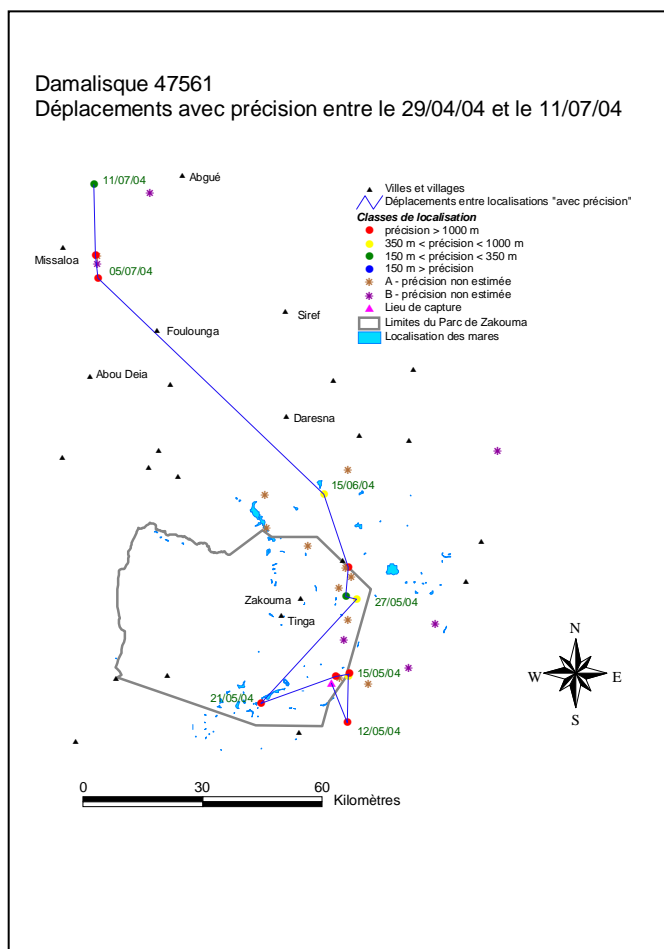 Damalisque 47561
Déplacements avec précision entre le 29/04/04 et le 11/07/04
Abgué
11/07/04
Villes et villages
Déplacements entre localisations "avec précision"
Classes de localisation
précision > 1000 m
350 m < précision < 1000 m
150 m < précision < 350 m
150 m > précision
A - précision non estimée
B - précision non estimée
Lieu de capture
Limites du Parc de Zakouma
Localisation des mares
Missaloa
05/07/04
Siref
Foulounga
Abou Deia
Daresna
15/06/04
Zakouma
27/05/04
Tinga
N
W
E
S
15/05/04
21/05/04
12/05/04
0
30
60
Kilomètres